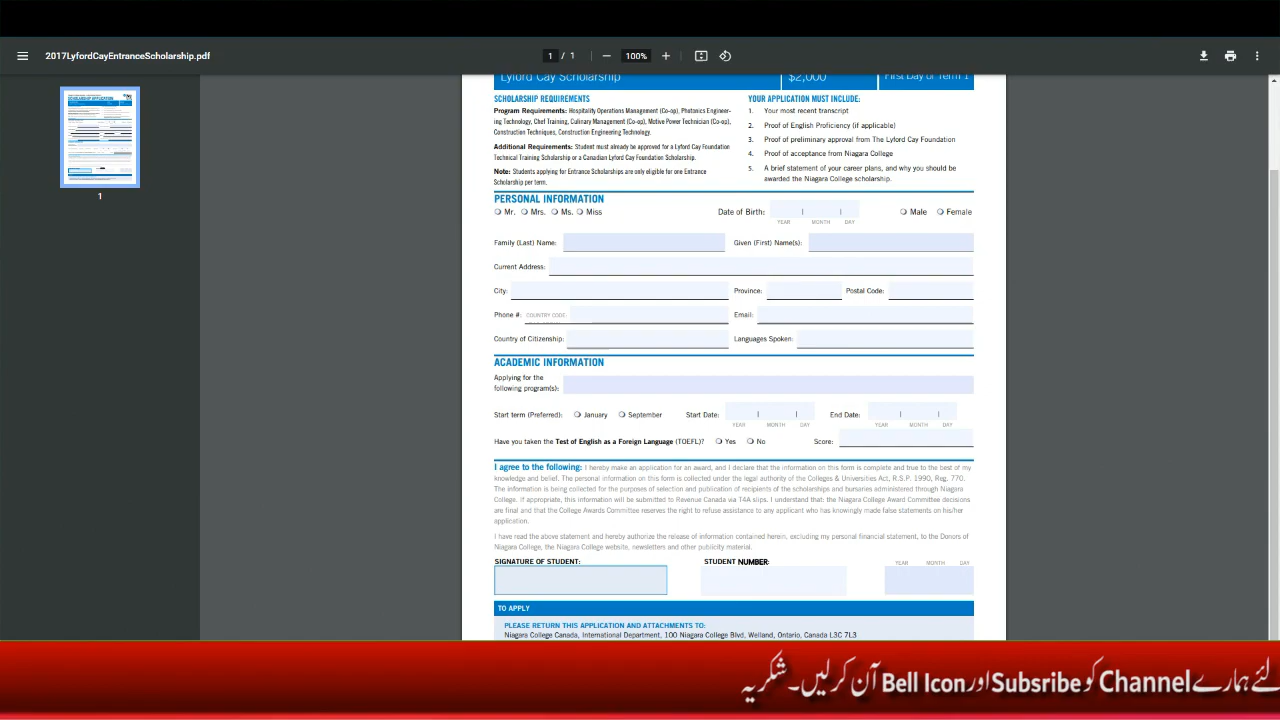 2017LyfordCayEntranceScholarship.pdf
1 / 1
100%
1
Lyford Cay Scholarship $2,000 First Day of Term 1
SCHOLARSHIP REQUIREMENTS
Program Requirements: Hospitality Operations Management (Co-op), Photonics Engineer-
ing Technology, Chef Training, Culinary Management (Co-op), Motive Power Technician (Co-op),
Construction Techniques, Construction Engineering Technology.
Additional Requirements: Student must already be approved for a Lyford Cay Foundation
Technical Training Scholarship or a Canadian Lyford Cay Foundation Scholarship.
Note: Students applying for Entrance Scholarships are only eligible for one Entrance
Scholarship per term.
YOUR APPLICATION MUST INCLUDE:
1. Your most recent transcript
2. Proof of English Proficiency (if applicable)
3. Proof of preliminary approval from The Lyford Cay Foundation
4. Proof of acceptance from Niagara College
5. A brief statement of your career plans, and why you should
be awarded the Niagara College scholarship.
PERSONAL INFORMATION
Mr. Mrs. Ms. Miss Date of Birth: Male Female
YEAR MONTH DAY
Family (Last) Name: Given (First) Name(s):
Current Address:
City: Province: Postal Code:
Phone #: COUNTRY CODE: Email:
Country of Citizenship: Languages Spoken:
ACADEMIC INFORMATION
Applying for the
following program(s):
Start term (Preferred): January September Start Date: End Date:
YEAR MONTH DAY YEAR MONTH DAY
Have you taken the Test of English as a Foreign Language (TOEFL)? Yes No Score:
I agree to the following: I hereby make an application for an award, and I declare that the information on this form is complete and true to the best of my
knowledge and belief. The personal information on this form is collected under the legal authority of the Colleges & Universities Act, R.S.P. 1990, Reg. 770.
The information is being collected for the purposes of selection and publication of recipients of the scholarships and bursaries administered through Niagara
College. If appropriate, this information will be submitted to Revenue Canada via T4A slips. I understand that: the Niagara College Award Committee decisions
are final and that the College Awards Committee reserves the right to refuse assistance to any applicant who has knowingly made false statements on his/her
application.
I have read the above statement and hereby authorize the release of information contained herein, excluding my personal financial statement, to the Donors of
Niagara College, the Niagara College website, newsletters and other publicity material.
SIGNATURE OF STUDENT: STUDENT NUMBER: YEAR MONTH DAY
TO APPLY
PLEASE RETURN THIS APPLICATION AND ATTACHMENTS TO:
Niagara College Canada, International Department, 100 Niagara College Blvd, Welland, Ontario, Canada L3C 7L3
لئے ہمارے Channel کو Subsribe اور Bell Icon آن کرلیں۔ شکریہ